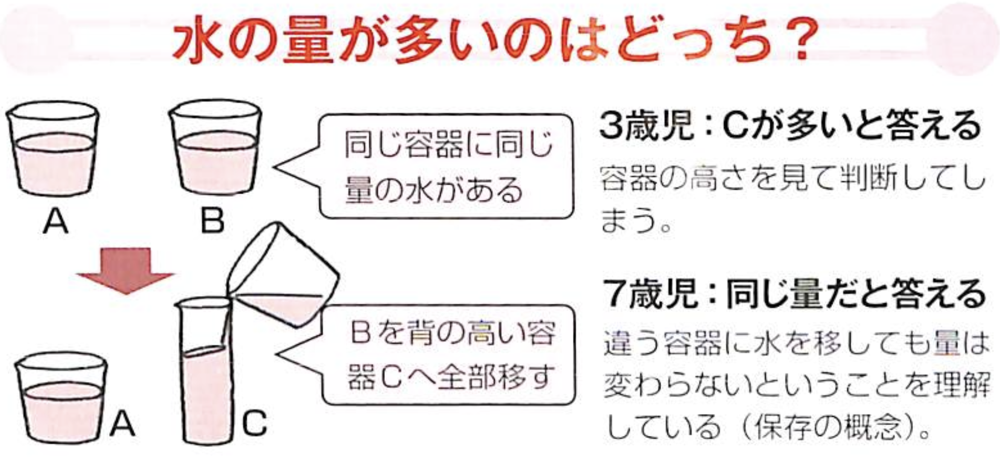 水の量が多いのはどっち？
同じ容器に同じ
量の水がある
A
B
Bを背の高い容
器Cへ全部移す
A
C
3歳児：Cが多いと答える
容器の高さを見て判断してし
まう。
7歳児：同じ量だと答える
違う容器に水を移しても量は
変わらないということを理解
している（保存の概念）。